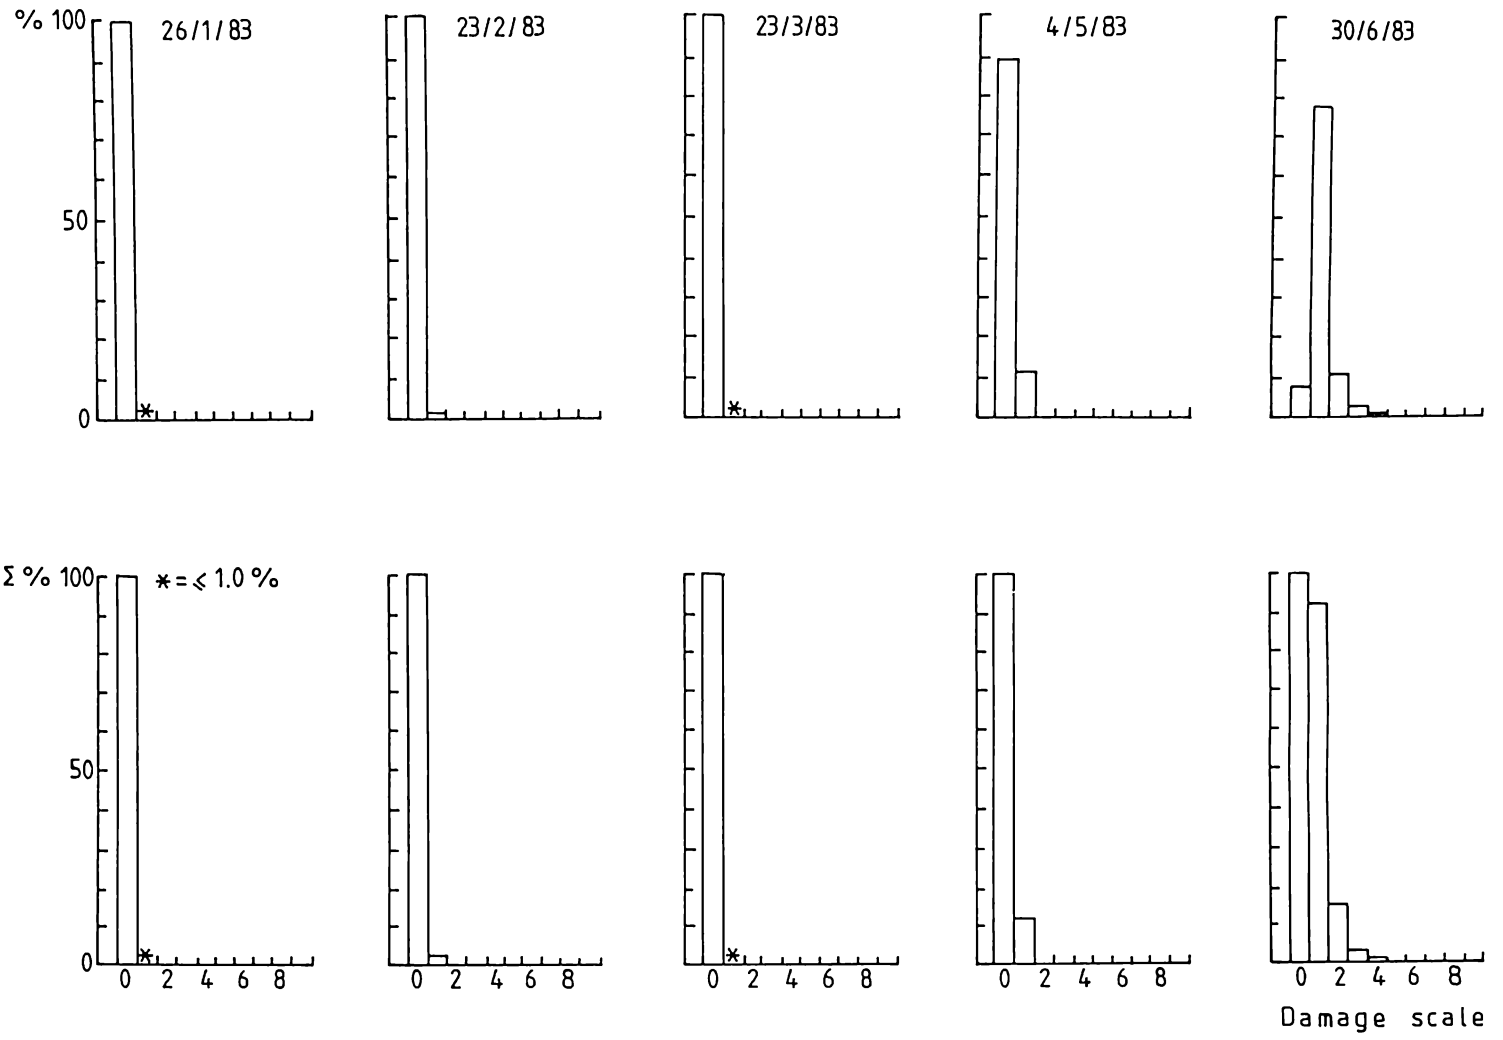 % 100 26/1/83 23/2/83 23/3/83 4/5/83 30/6/83
50
0
Σ % 100 * = ⩽ 1.0 %
50
0
0 2 4 6 8 0 2 4 6 8 0 2 4 6 8 0 2 4 6 8 0 2 4 6 8
Damage scale